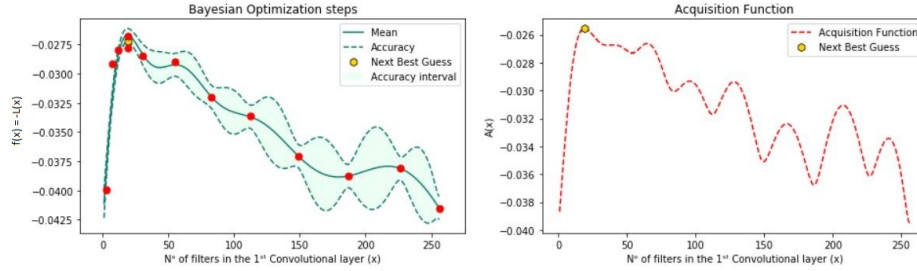 Bayesian Optimization steps
f(x) =-L(x)
−0.0275
−0.0300
−0.0325
−0.0350
−0.0375
−0.0400
−0.0425
Mean
Accuracy
Next Best Guess
Accuracy interval
0 50 100 150 200 250
Nº of filters in the 1ˢᵗ Convolutional layer (x)
Acquisition Function
A(x)
−0.026
−0.028
−0.030
−0.032
−0.034
−0.036
−0.038
−0.040
Acquisition Function
Next Best Guess
0 50 100 150 200 250
Nº of filters in the 1ˢᵗ Convolutional layer (x)